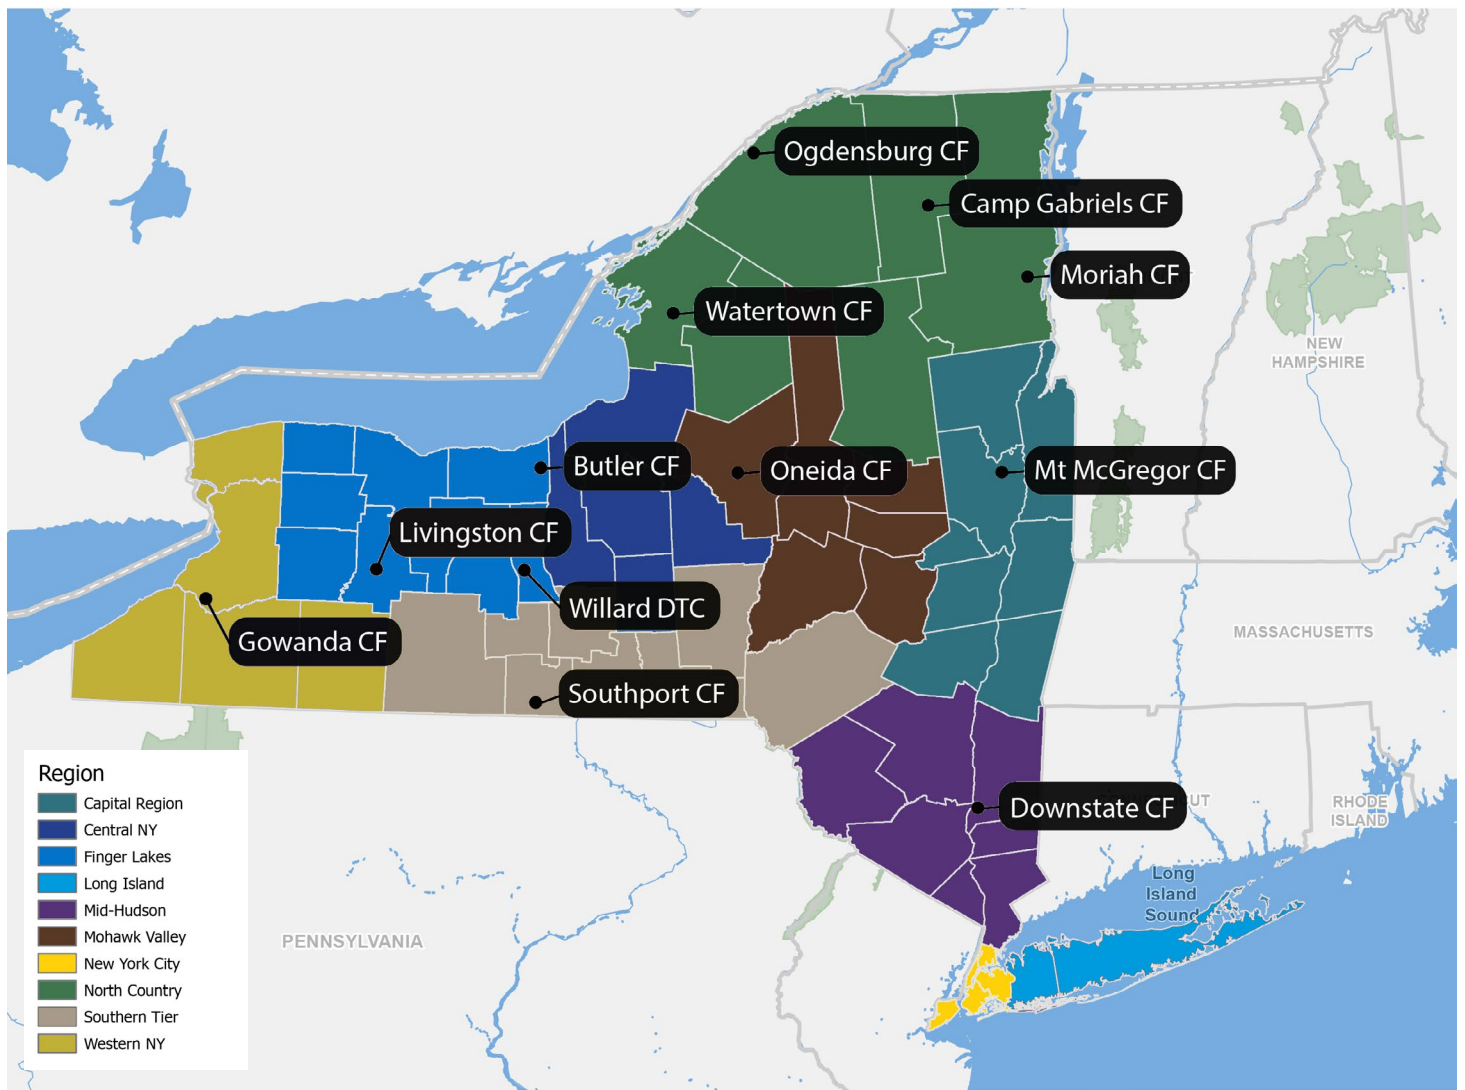 Ogdensburg CF
Camp Gabriels CF
Moriah CF
Watertown CF
NEW
HAMPSHIRE
Butler CF
Oneida CF
Mt McGregor CF
Livingston CF
Willard DTC
Gowanda CF
MASSACHUSETTS
Southport CF
Downstate CF
RHODE
ISLAND
Long
Island
Sound
PENNSYLVANIA
Region
Capital Region
Central NY
Finger Lakes
Long Island
Mid-Hudson
Mohawk Valley
New York City
North Country
Southern Tier
Western NY